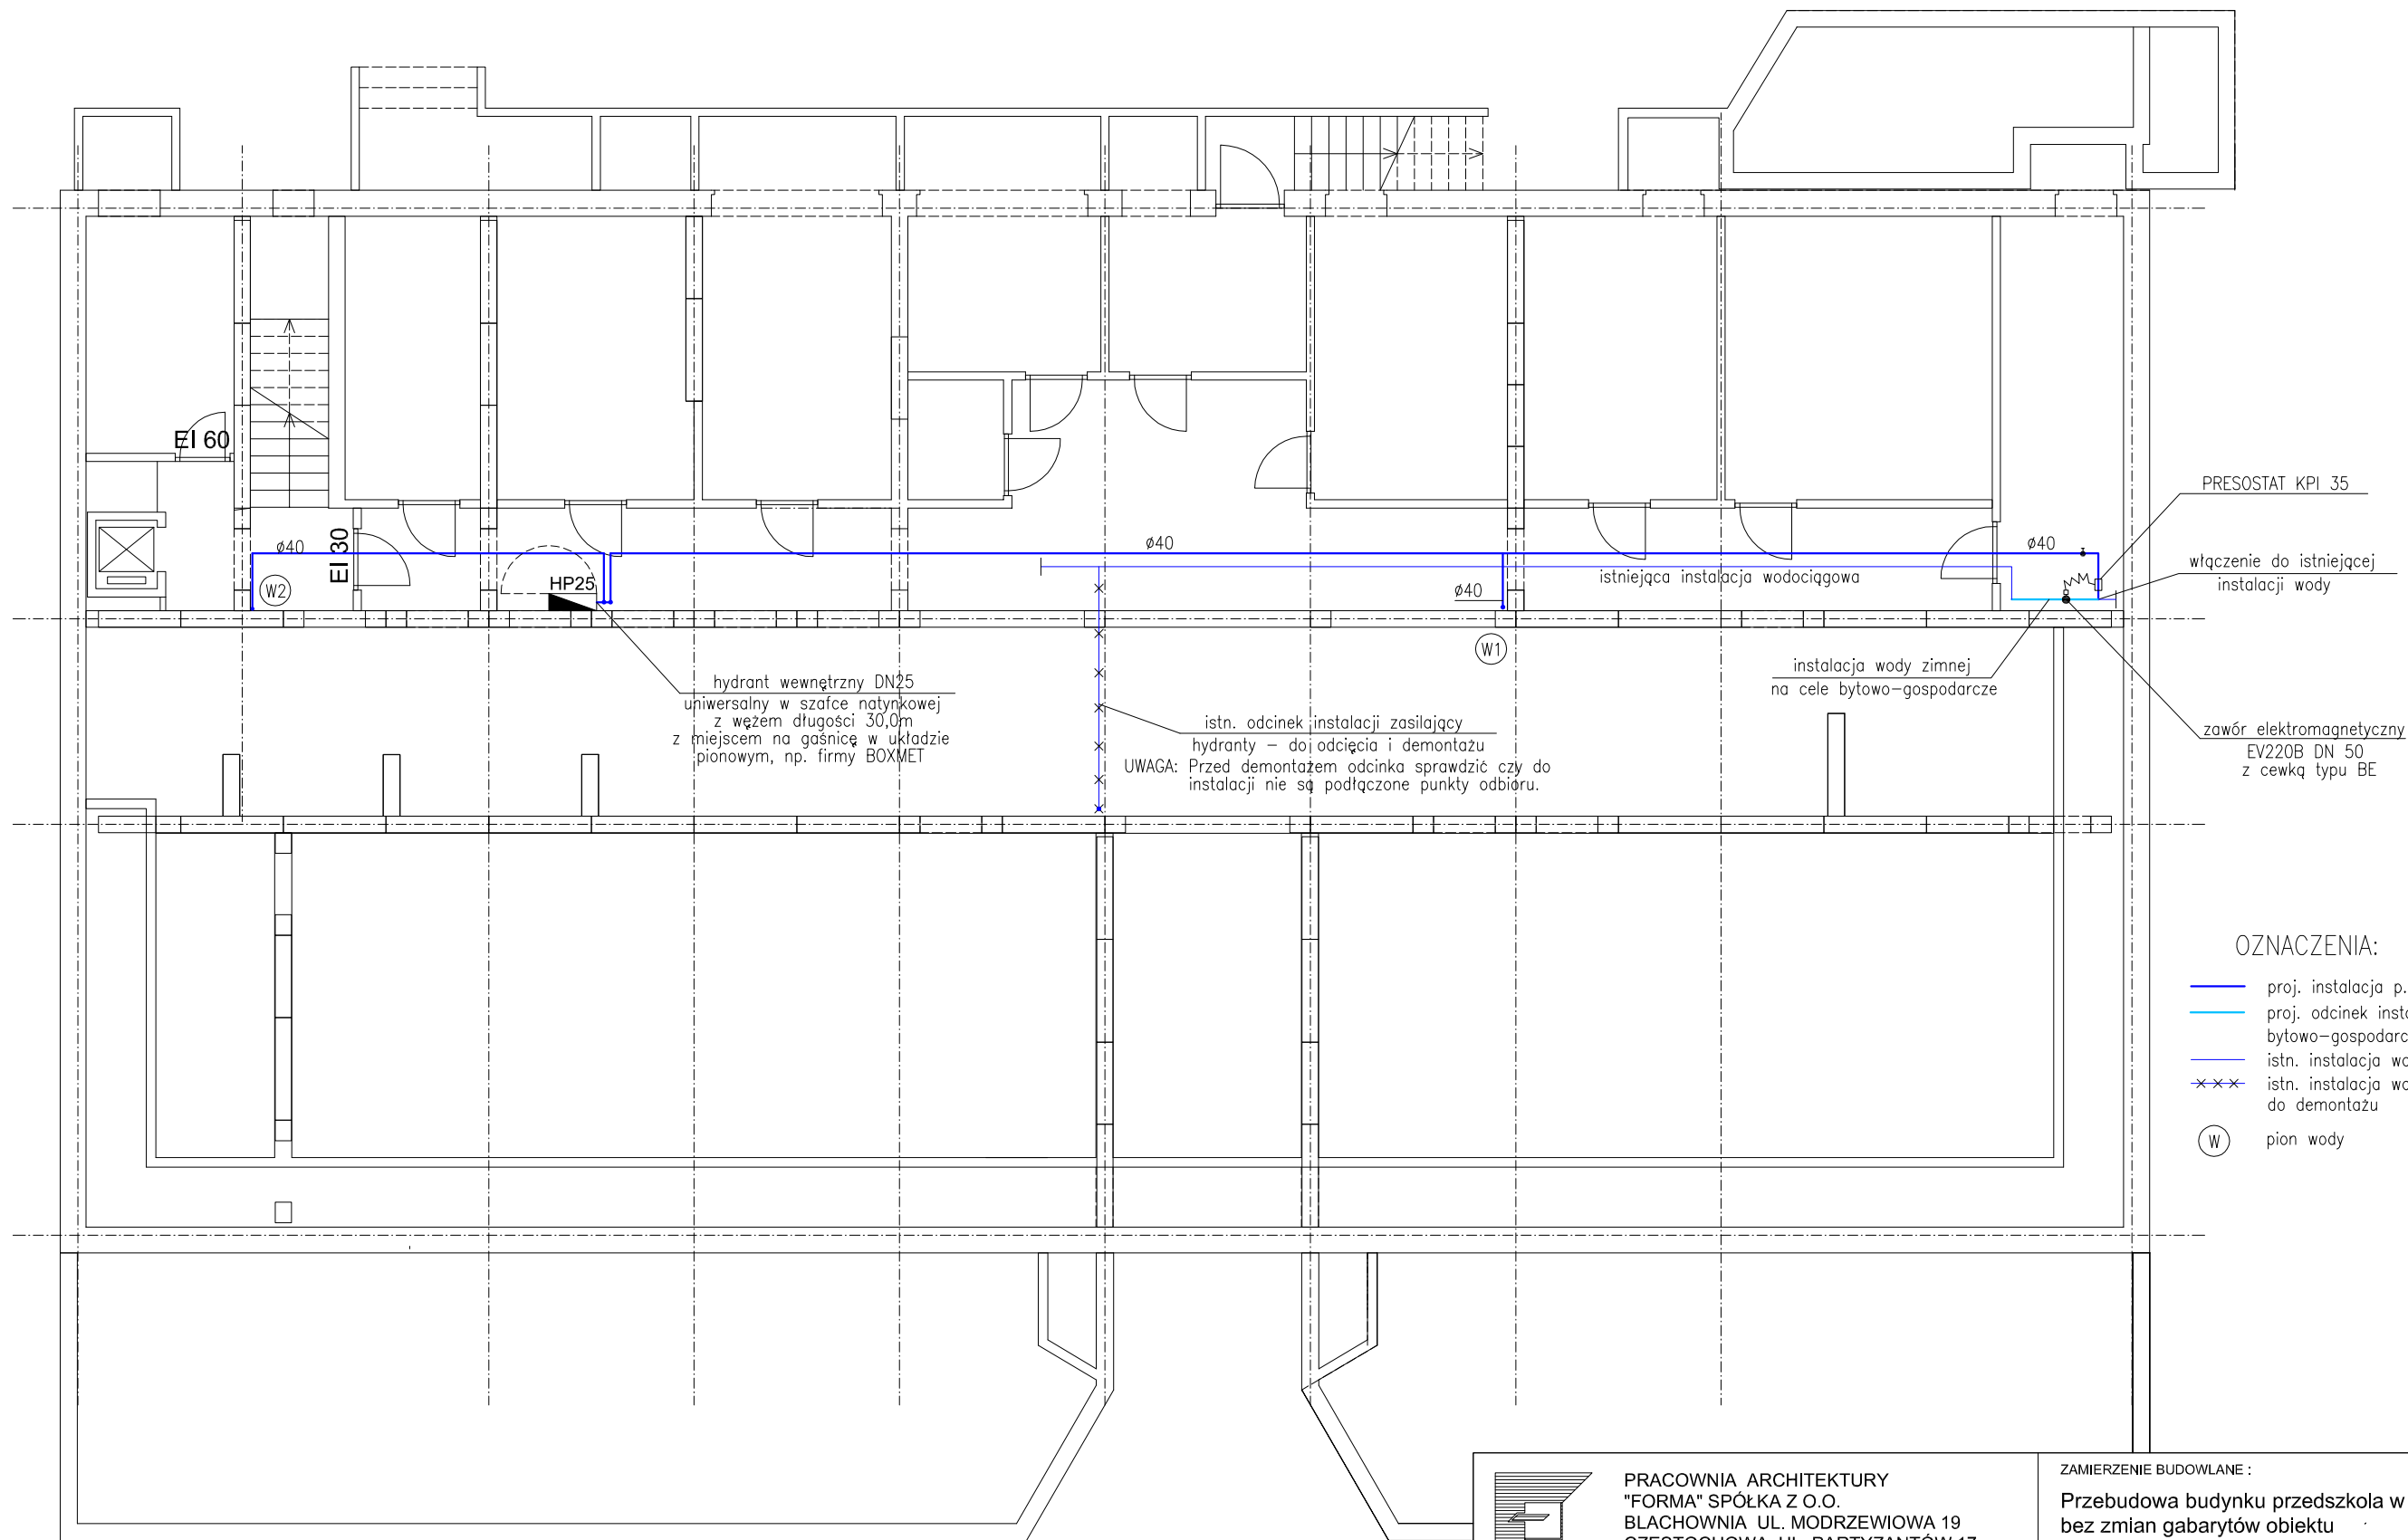 EI 60
ø40
EI 30
W2
HP25
ø40
ø40
W1
istniejąca instalacja wodociągowa
ø40
PRESOSTAT KPI 35
włączenie do istniejącej
instalacji wody
hydrant wewnętrzny DN25
uniwersalny w szafce natynkowej
z wężem długości 30,0m
z miejscem na gaśnicę w układzie
pionowym, np. firmy BOXMET
istn. odcinek instalacji zasilający
hydranty – do odcięcia i demontażu
UWAGA: Przed demontażem odcinka sprawdzić czy do
instalacji nie są podłączone punkty odbioru.
instalacja wody zimnej
na cele bytowo-gospodarcze
zawór elektromagnetyczny
EV220B DN 50
z cewką typu BE
OZNACZENIA:
proj. instalacja p.
proj. odcinek
bytowo-gospodarc
istn. instalacja
istn. instalacja
do demontażu
W pion wody
PRACOWNIA ARCHITEKTURY
"FORMA" SPÓŁKA Z O.O.
BLACHOWNIA UL. MODRZEWIOWA 19
CZĘSTOCHOWA UL. PARTYZANTÓW 17
ZAMIERZENIE BUDOWLANE :
Przebudowa budynku przedszkola w
bez zmian gabarytów obiektu